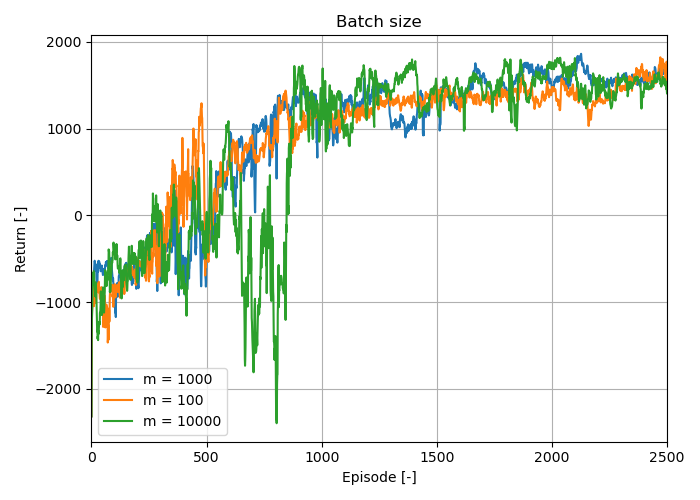 Batch size
2000
1000
0
−1000
−2000
Return [-]
m = 1000
m = 100
m = 10000
0
500
1000
1500
2000
2500
Episode [-]